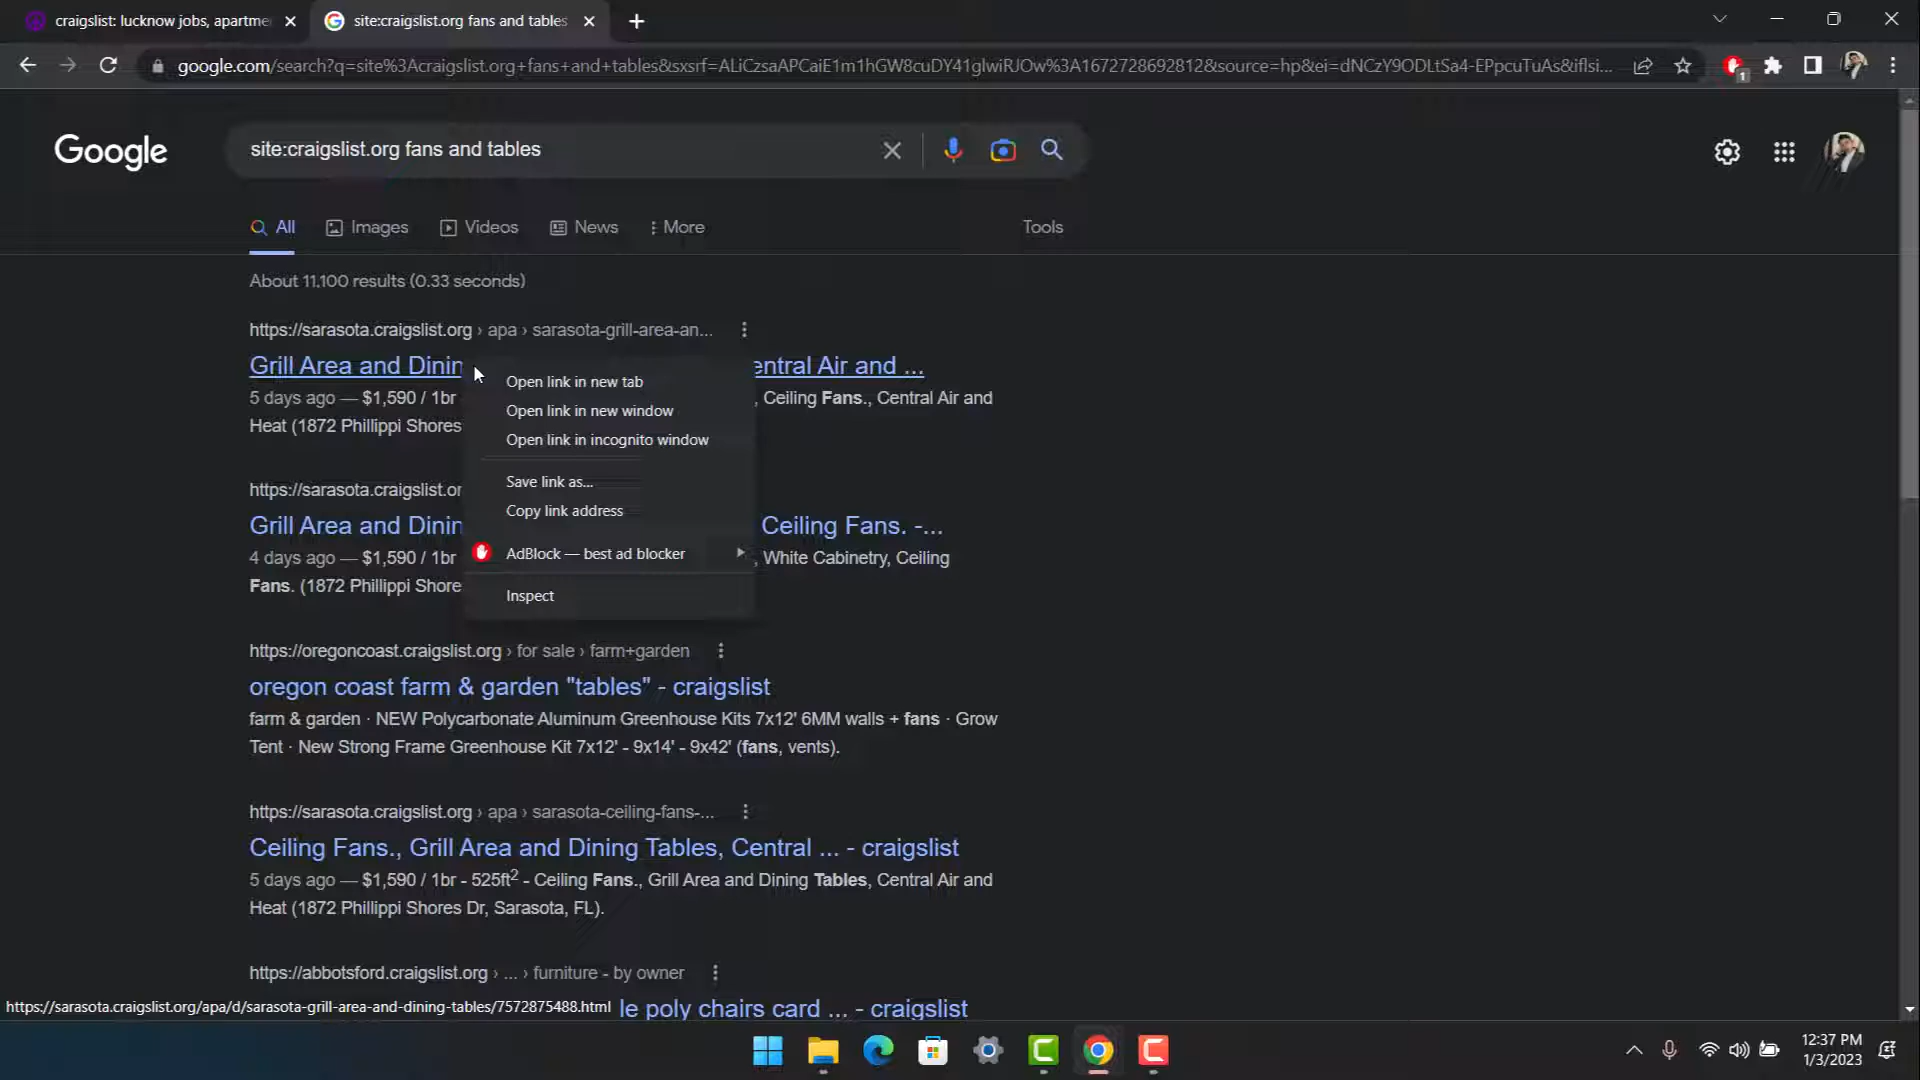 craigslist: lucknow jobs, apartme
site:craigslist.org fans and tables
google.com/search?q=site%3Acraigslist.org+fans+and+tables&sxsrf=ALiCzsaAPCaiE1m1hGW8cuDY41glwiRJOw%3A1672728692812&source=hp&ei=dNCzY9ODLtSa4-EPpcuTuAs&iflsi...
1
Google
site:craigslist.org fans and tables
All Images Videos News More Tools
About 11,100 results (0.33 seconds)
https://sarasota.craigslist.org › apa › sarasota-grill-area-an...
Grill Area and Dinin entral Air and ...
5 days ago — $1,590 / 1br , Ceiling Fans., Central Air and
Heat (1872 Phillippi Shores
Open link in new tab
Open link in new window
Open link in incognito window
Save link as...
Copy link address
AdBlock — best ad blocker
Inspect
https://sarasota.craigslist.or
Grill Area and Dinin Ceiling Fans. -...
4 days ago — $1,590 / 1br , White Cabinetry, Ceiling
Fans. (1872 Phillippi Shore
https://oregoncoast.craigslist.org › for sale › farm+garden
oregon coast farm & garden "tables" - craigslist
farm & garden · NEW Polycarbonate Aluminum Greenhouse Kits 7x12' 6MM walls + fans · Grow
Tent · New Strong Frame Greenhouse Kit 7x12' - 9x14' - 9x42' (fans, vents).
https://sarasota.craigslist.org › apa › sarasota-ceiling-fans-...
Ceiling Fans., Grill Area and Dining Tables, Central ... - craigslist
5 days ago — $1,590 / 1br - 525ft² - Ceiling Fans., Grill Area and Dining Tables, Central Air and
Heat (1872 Phillippi Shores Dr, Sarasota, FL).
https://abbotsford.craigslist.org › ... › furniture - by owner
le poly chairs card ... - craigslist
https://sarasota.craigslist.org/apa/d/sarasota-grill-area-and-dining-tables/7572875488.html
12:37 PM
1/3/2023